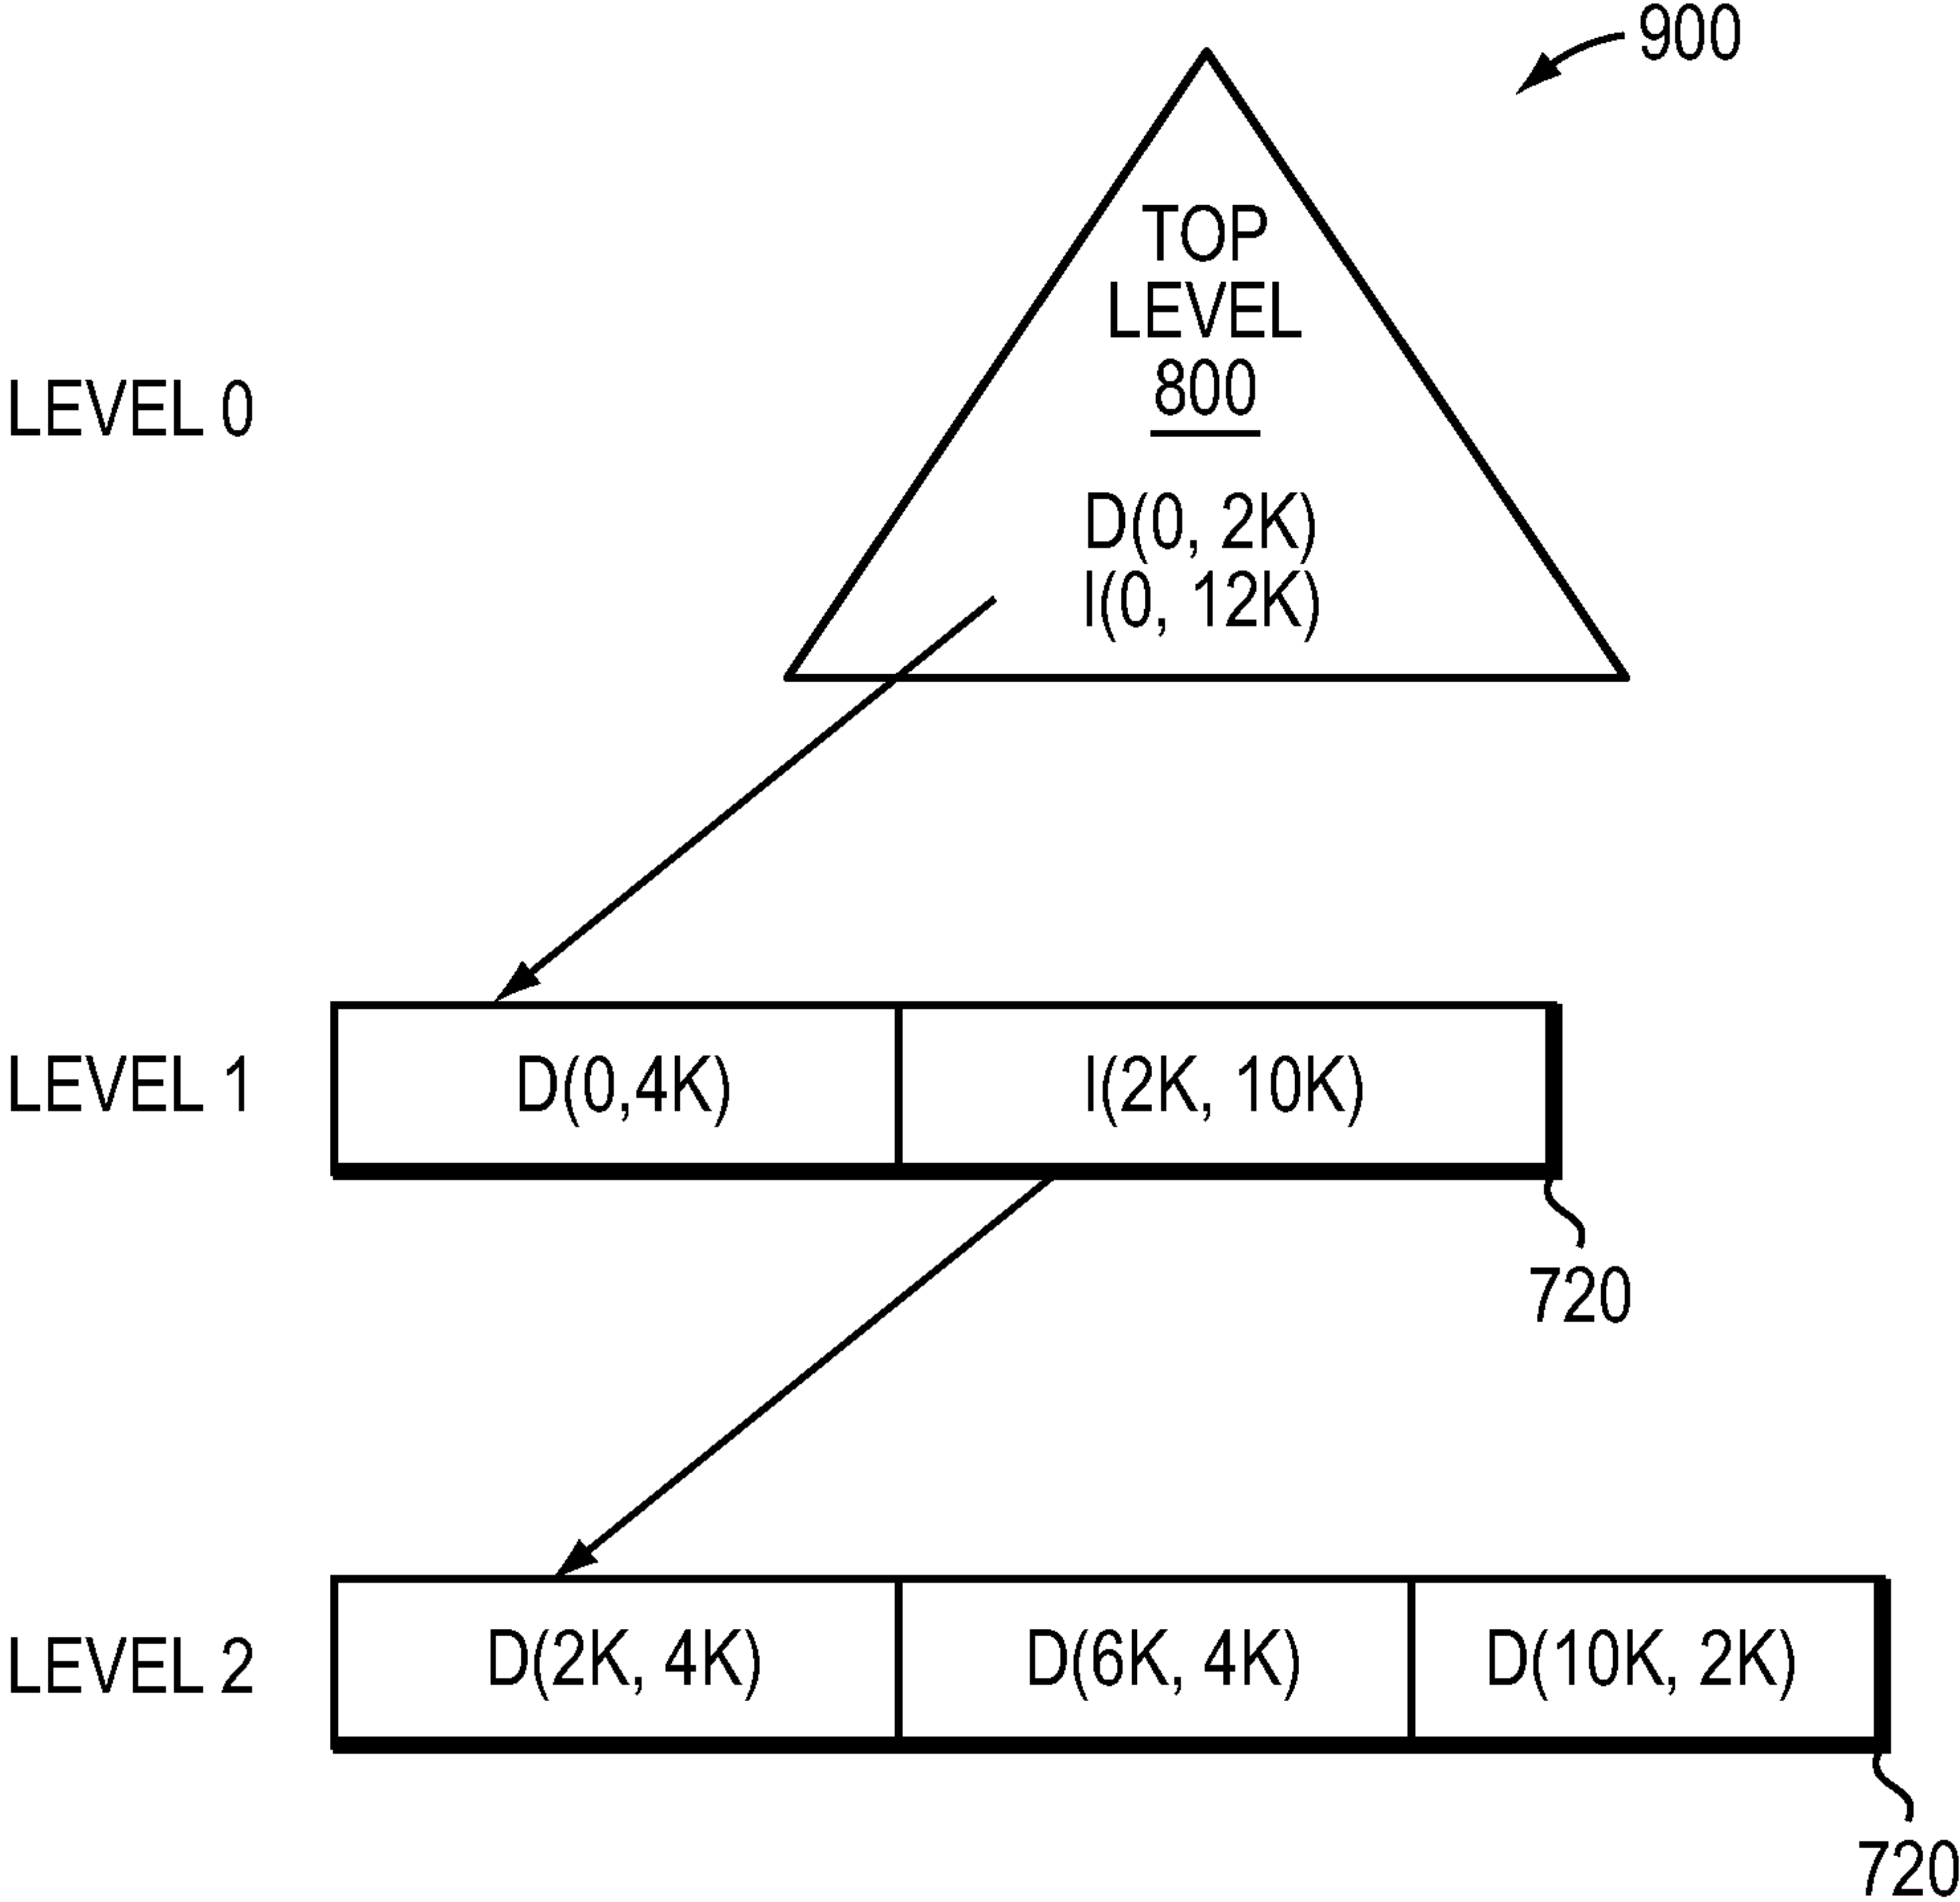 900
TOP
LEVEL
800
LEVEL 0
D(0, 2K)
I(0, 12K)
LEVEL 1
D(0,4K)
I(2K, 10K)
720
LEVEL 2
D(2K, 4K)
D(6K, 4K)
D(10K, 2K)
720